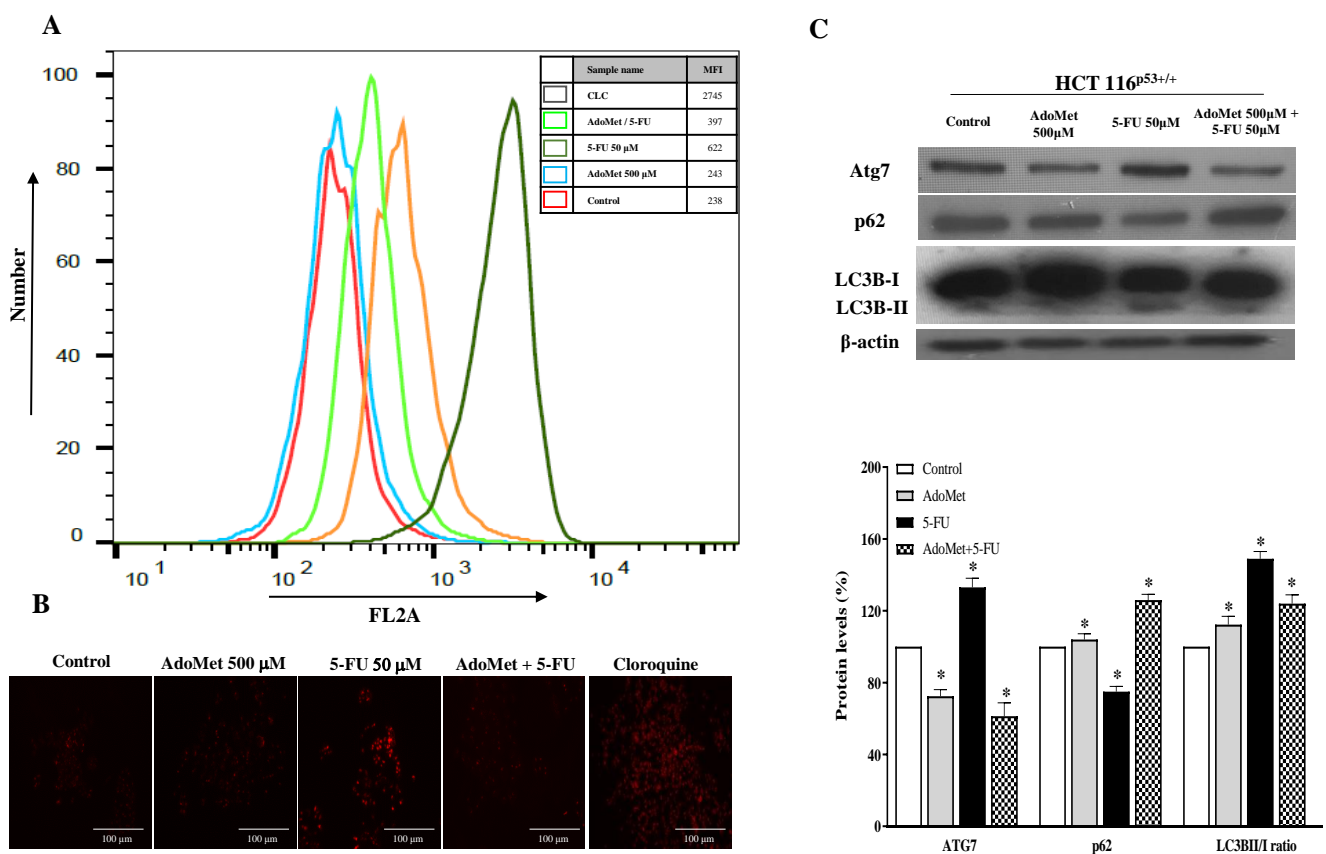 A
Number
100
80
60
40
20
0
10 1
10 2
10 3
10 4
FL2A
Sample name MFI
CLC 2745
AdoMet / 5-FU 397
5-FU 50 µM 622
AdoMet 500 µM 243
Control 238
B
Control AdoMet 500 µM 5-FU 50 µM AdoMet + 5-FU Cloroquine
100 µm 100 µm 100 µm 100 µm 100 µm
C
HCT 116p53+/+
Control AdoMet 500µM 5-FU 50µM AdoMet 500µM +
5-FU 50µM
Atg7
p62
LC3B-I
LC3B-II
β-actin
Protein levels (%)
200
160
120
80
40
0
Control
AdoMet
5-FU
AdoMet+5-FU
* * *
* * *
* * *
ATG7 p62 LC3BII/I ratio